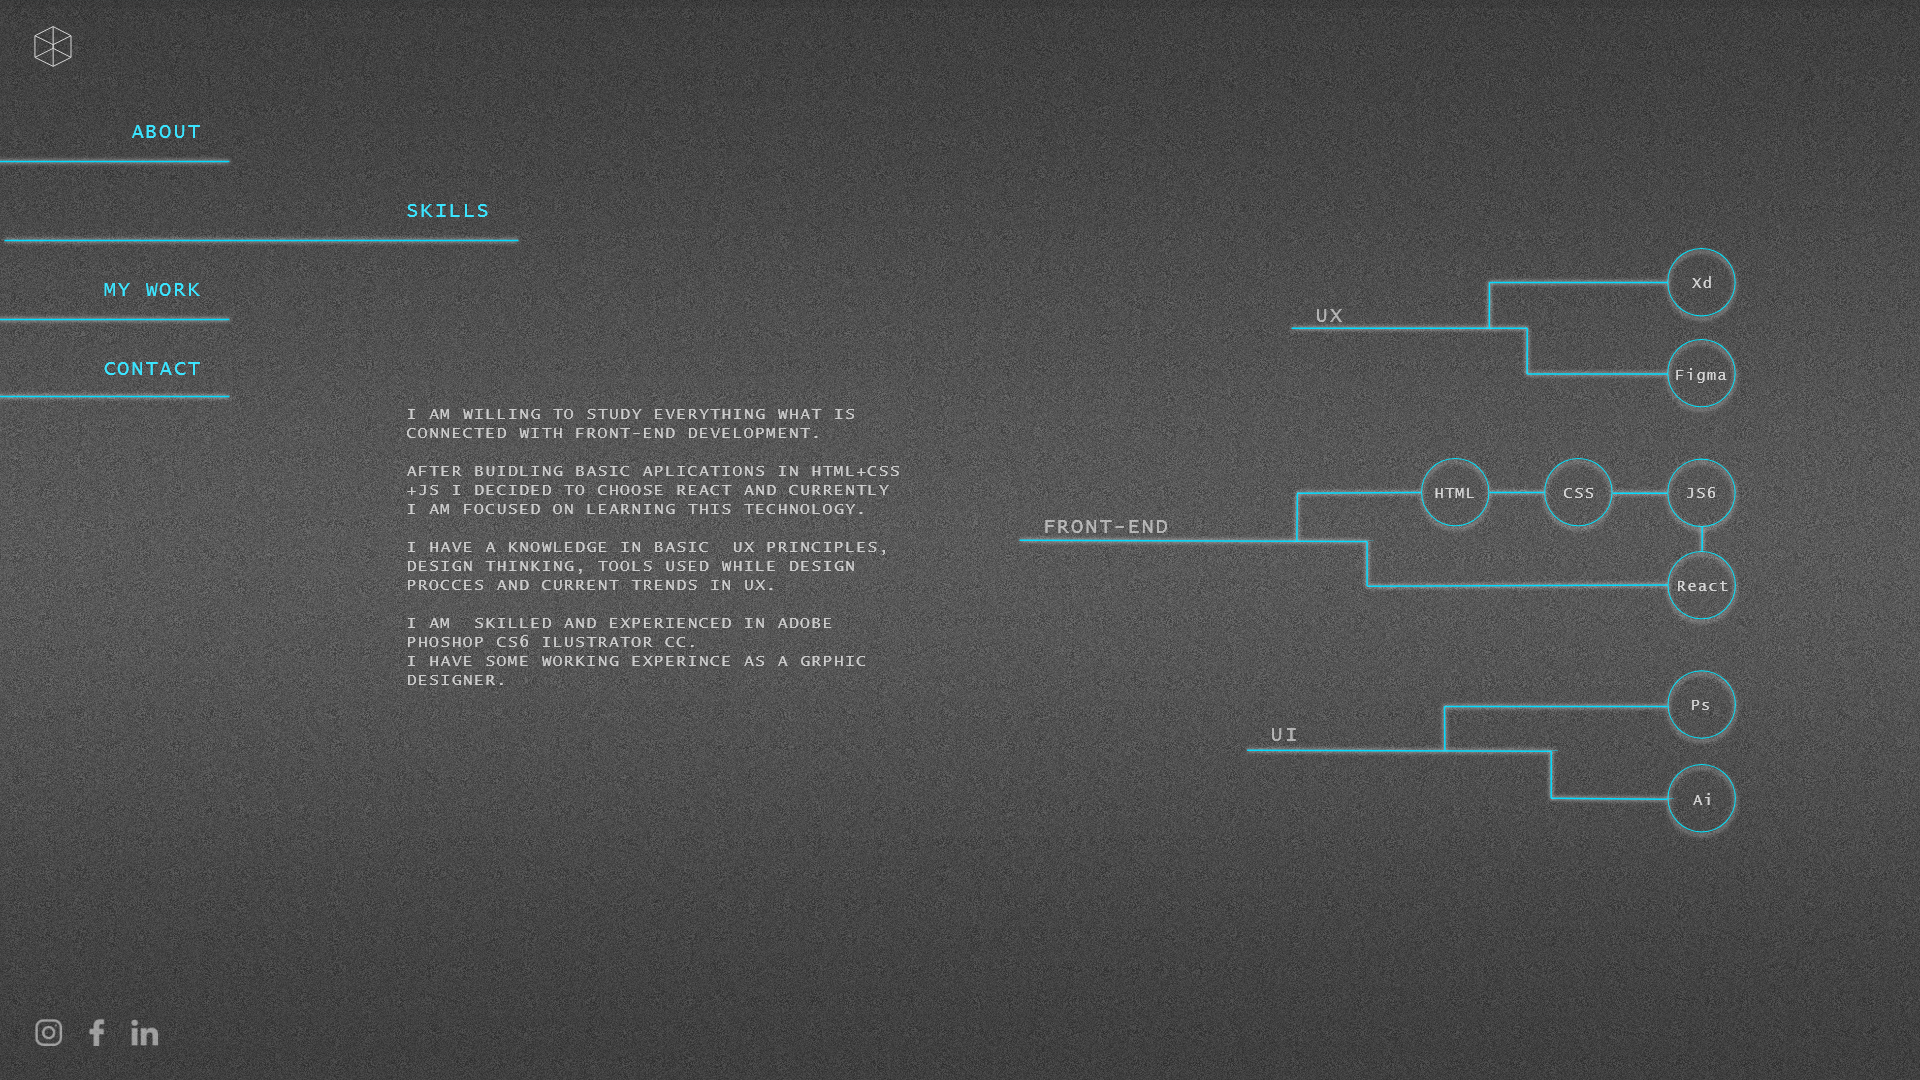 ABOUT
SKILLS
MY WORK
CONTACT
I AM WILLING TO STUDY EVERYTHING WHAT IS
CONNECTED WITH FRONT-END DEVELOPMENT.
AFTER BUIDLING BASIC APLICATIONS IN HTML+CSS
+JS I DECIDED TO CHOOSE REACT AND CURRENTLY
I AM FOCUSED ON LEARNING THIS TECHNOLOGY.
I HAVE A KNOWLEDGE IN BASIC  UX PRINCIPLES,
DESIGN THINKING, TOOLS USED WHILE DESIGN
PROCCES AND CURRENT TRENDS IN UX.
I AM  SKILLED AND EXPERIENCED IN ADOBE
PHOSHOP CS6 ILUSTRATOR CC.
I HAVE SOME WORKING EXPERINCE AS A GRPHIC
DESIGNER.
UX
Xd
Figma
FRONT-END
HTML
CSS
JS6
React
UI
Ps
Ai